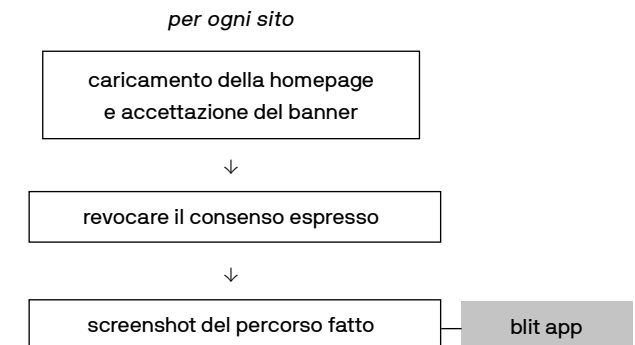 per ogni sito
caricamento della homepage
e accettazione del banner
↓
revocare il consenso espresso
↓
screenshot del percorso fatto
blit app